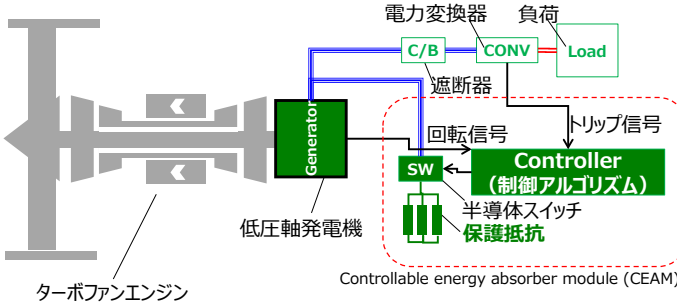 電力変換器
負荷
C/B
CONV
Load
遮断器
Generator
回転信号
トリップ信号
Controller
（制御アルゴリズム）
SW
半導体スイッチ
保護抵抗
低圧軸発電機
Controllable energy absorber module (CEAM)
ターボファンエンジン